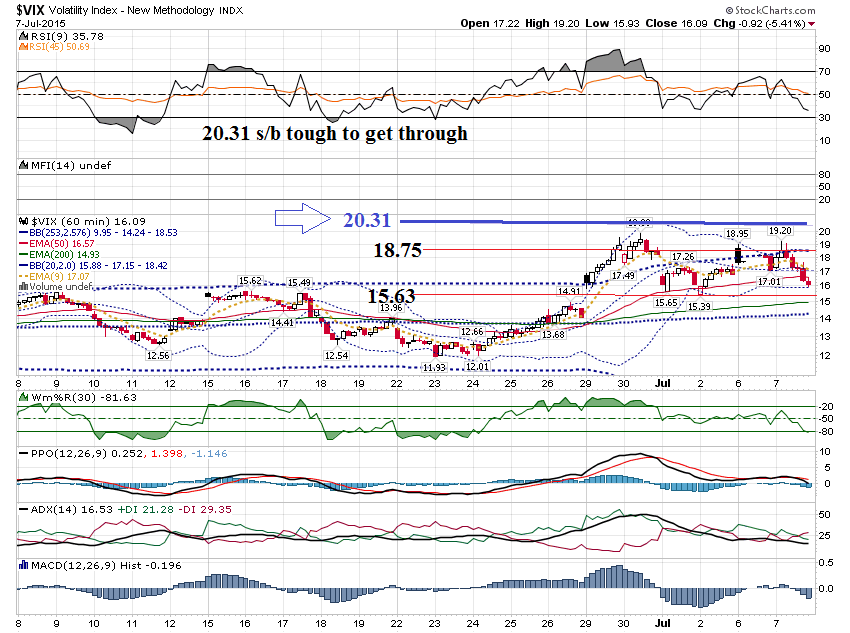 $VIX Volatility Index - New Methodology INDX
© StockCharts.com
7-Jul-2015
Open 17.22 High 19.20 Low 15.93 Close 16.09 Chg -0.92 (-5.41%)
RSI(9) 35.78
RSI(45) 50.69
90
70
50
30
10
20.31 s/b tough to get through
MFI(14) undef
80
50
20
$VIX (60 min) 16.09
BB(253,2.576) 9.95 - 14.24 - 18.53
EMA(50) 16.57
EMA(200) 14.93
BB(20,2.0) 15.88 - 17.15 - 18.42
EMA(9) 17.07
Volume undef
20.31
18.75
15.63
15.62
15.49
14.41
13.96
12.56
12.54
11.93
12.66
12.01
13.68
14.91
17.49
17.26
15.65
15.39
18.95
19.20
17.01
20
19
18
17
16
15
14
13
12
8 9 10 11 12 15 16 17 18 19 22 23 24 25 26 29 30 Jul 2 6 7
Wm%R(30) -81.63
-20
-50
-80
PPO(12,26,9) 0.252, 1.398, -1.146
10
5
0
ADX(14) 16.53 +DI 21.28 -DI 29.35
50
25
MACD(12,26,9) Hist -0.196
0.5
0.0
8 9 10 11 12 15 16 17 18 19 22 23 24 25 26 29 30 Jul 2 6 7